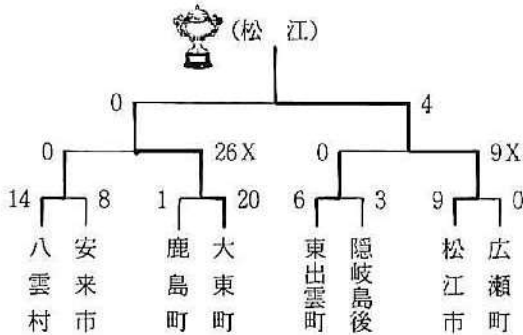 (松 江)
0 4
0 26X 0 9X
14 8 1 20 6 3 9 0
八雲村 安来市 鹿島町 大東町 東出雲町 隠岐島後 松江市 広瀬町